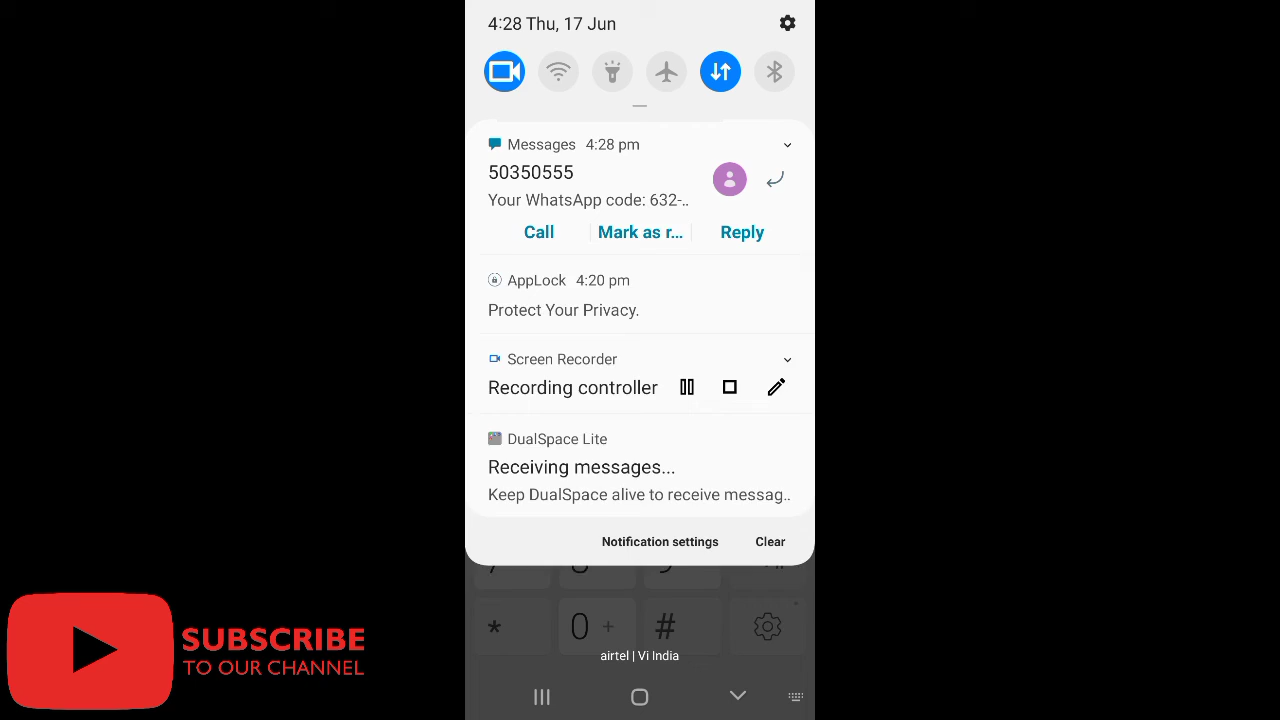 4:28 Thu, 17 Jun
Messages 4:28 pm
50350555
Your WhatsApp code: 632-..
Call Mark as r... Reply
AppLock 4:20 pm
Protect Your Privacy.
Screen Recorder
Recording controller
DualSpace Lite
Receiving messages...
Keep DualSpace alive to receive messag..
Notification settings Clear
* 0 + #
airtel | Vi India
SUBSCRIBE
TO OUR CHANNEL